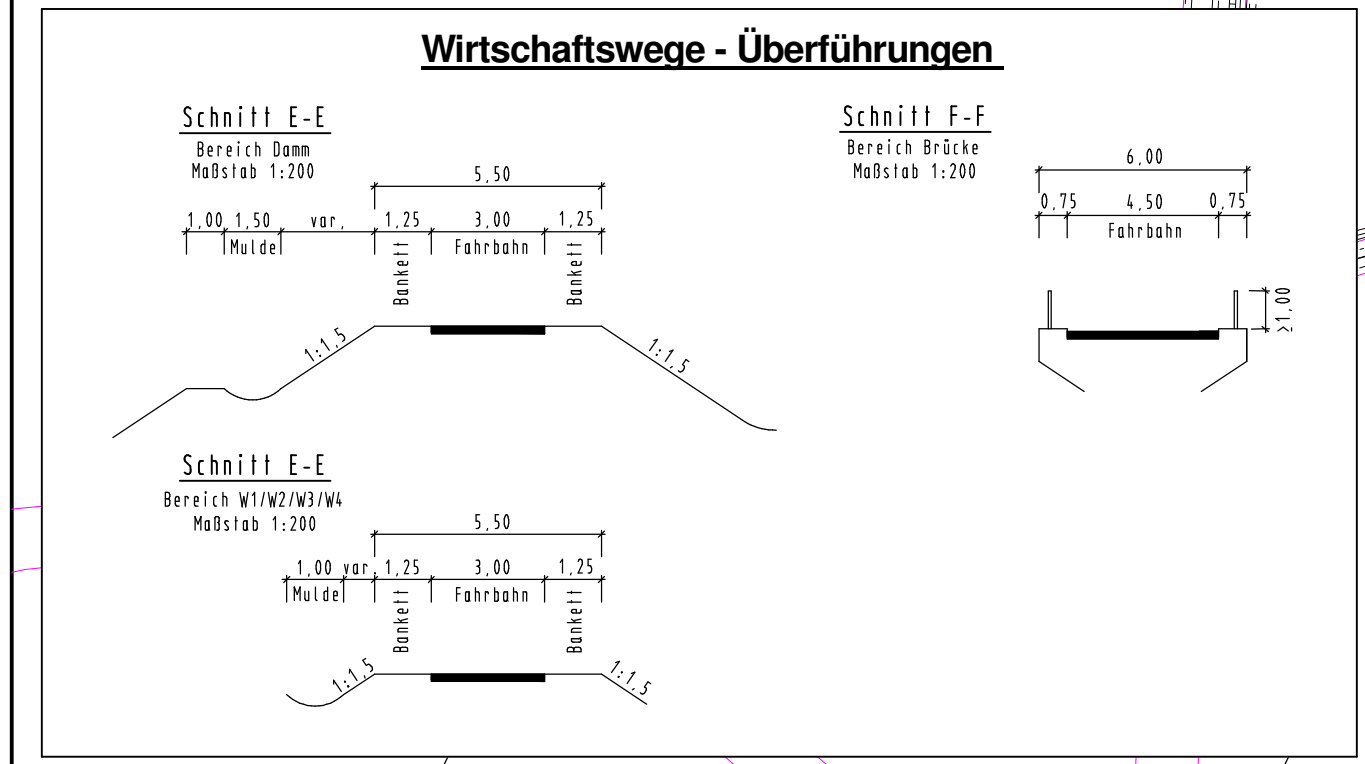 Wirtschaftswege - Überführungen
Schnitt E-E
Bereich Damm
Maßstab 1:200
5,50
1,00 1,50 var, 1,25 3,00 1,25
Mulde Fahrbahn
Bankett Bankett
1:1,5 1:1,5
Schnitt F-F
Bereich Brücke
Maßstab 1:200
6,00
0,75 4,50 0,75
Fahrbahn
≥1,00
Schnitt E-E
Bereich W1/W2/W3/W4
Maßstab 1:200
5,50
1,00 var. 1,25 3,00 1,25
Mulde Fahrbahn
Bankett Bankett
1:1,5 1:1,5